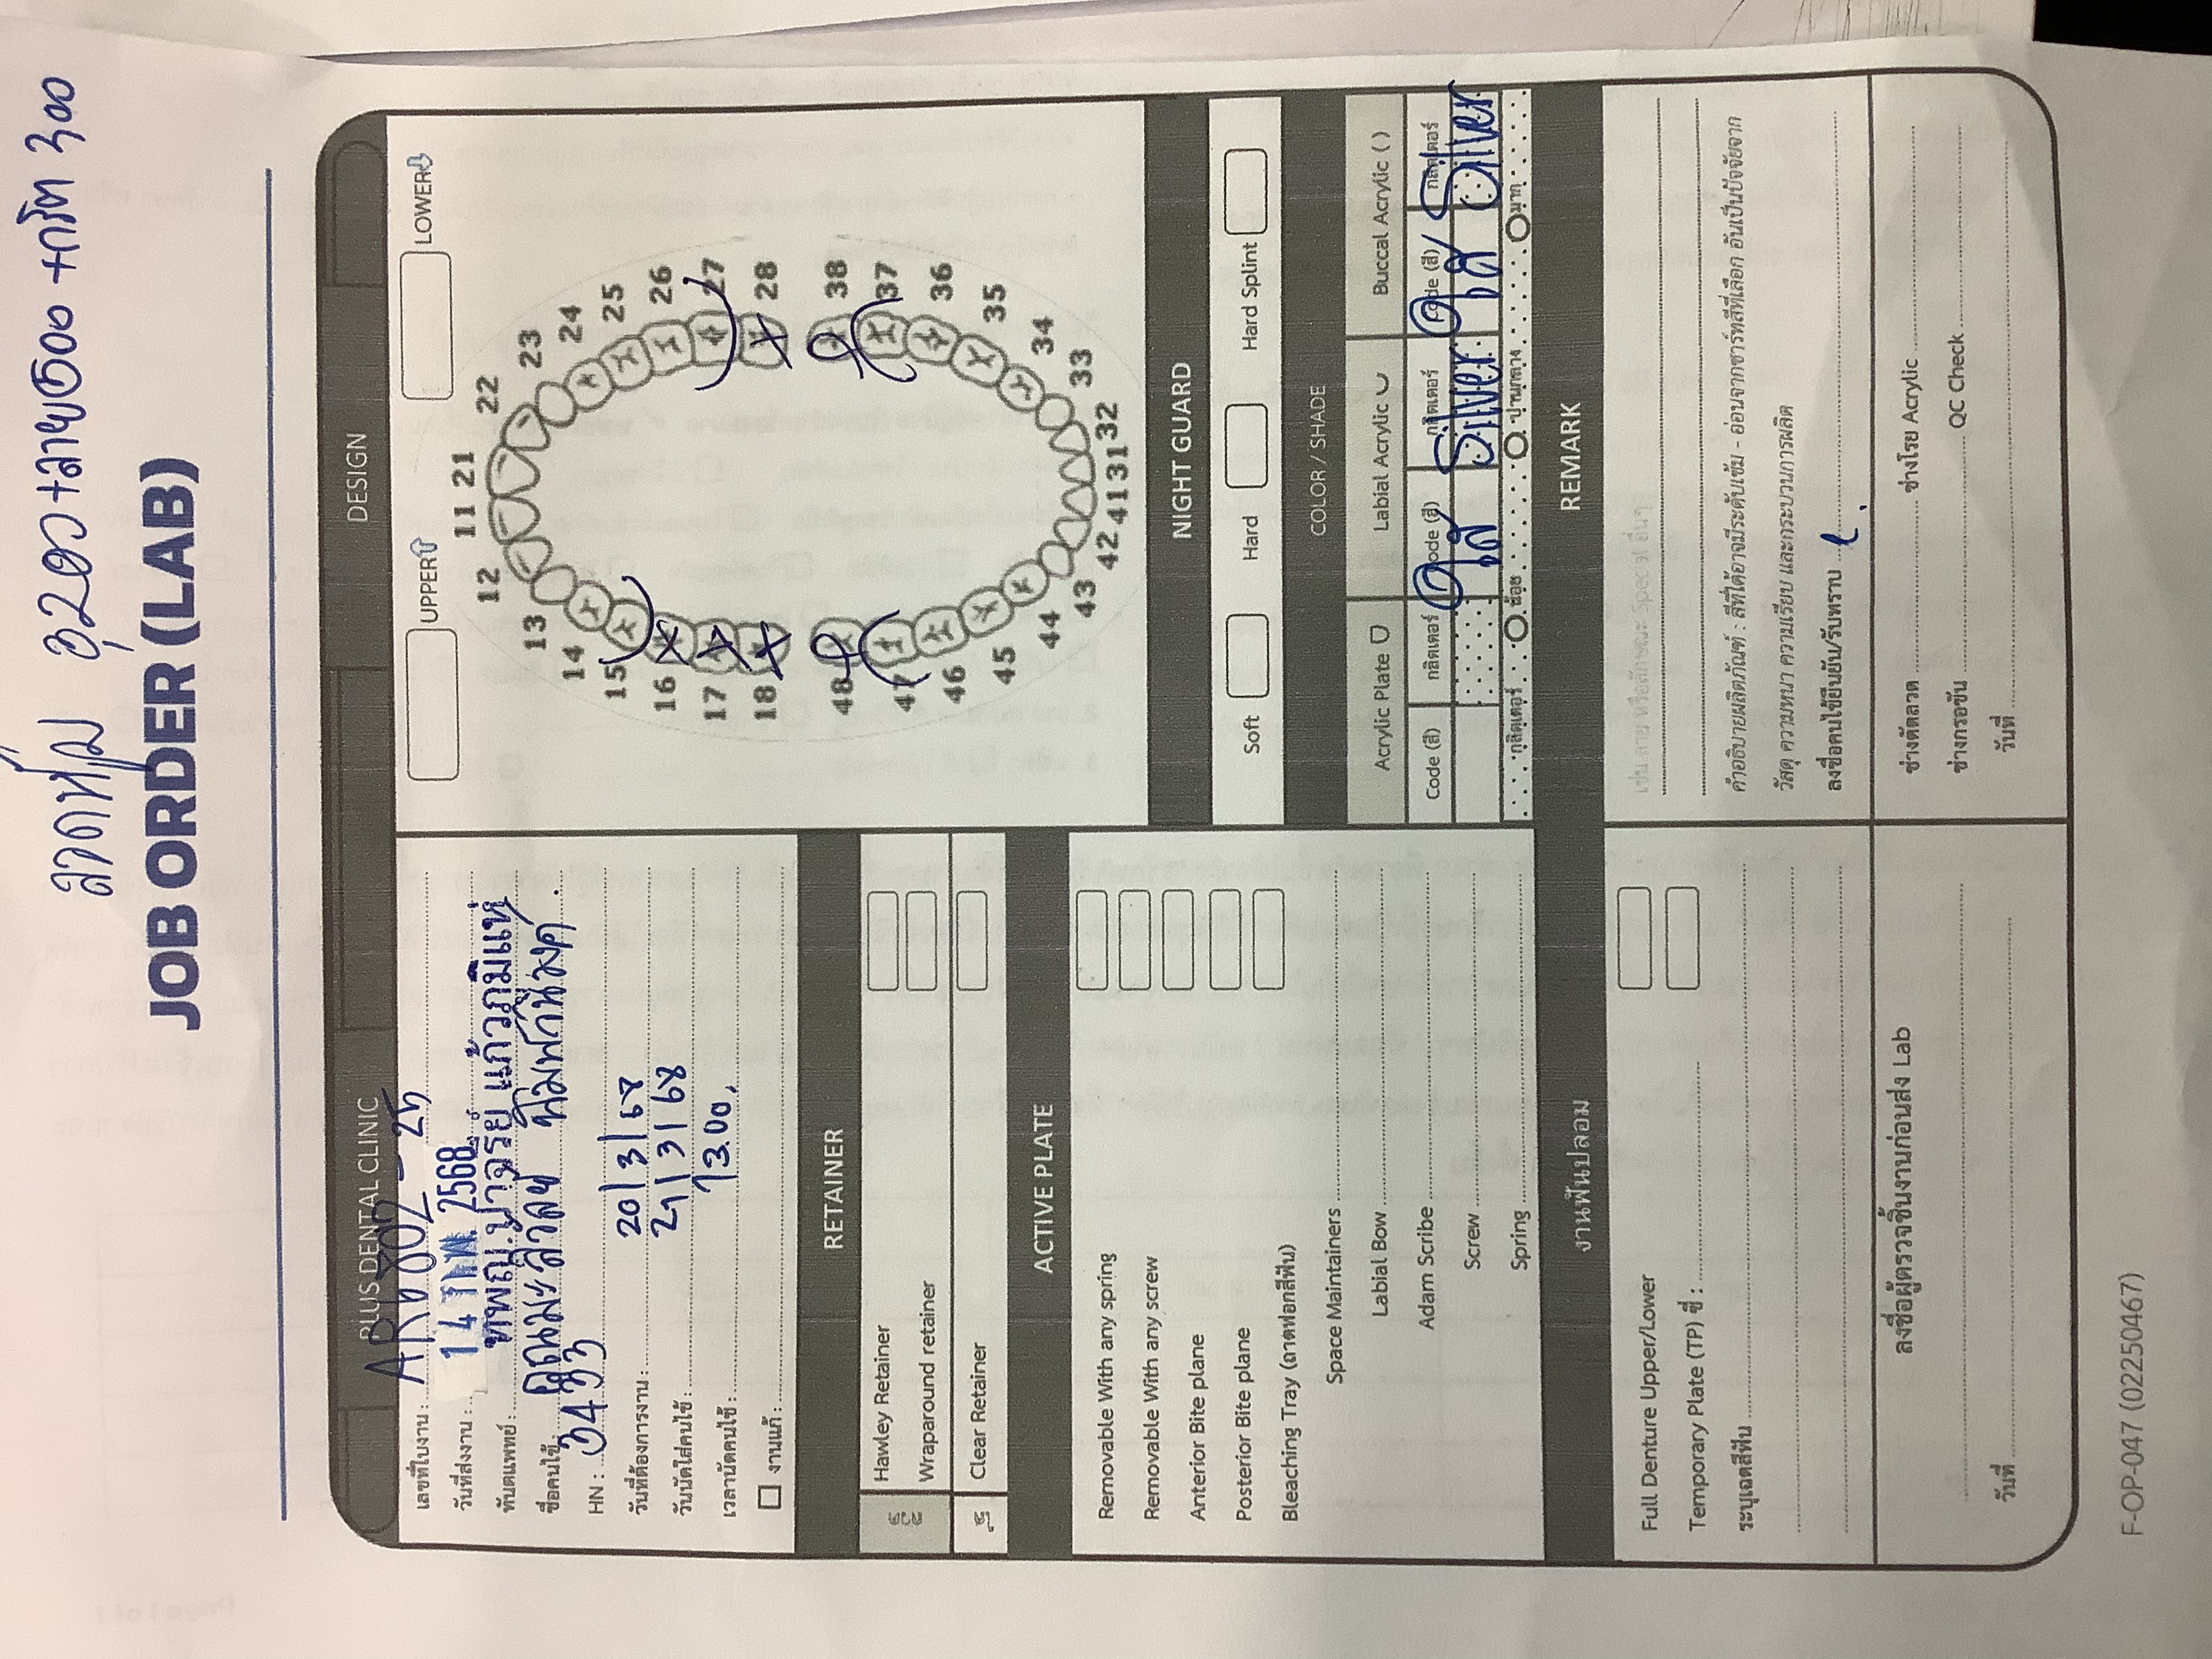 ลวดหุ้ม 3200+ลาย500 +กริต 300
JOB ORDER (LAB)
PLUS DENTAL CLINIC
เลขที่ใบงาน : AR6802-25
วันที่ส่งงาน : 14 ก.พ. 2568
ทันตแพทย์ : ทพญ.ปาจรีย์ แก้วภูมิแห่
ชื่อคนไข้ : คุณมะลิวัลย์
HN : 3433
วันที่ต้องการงาน : 20/3/68
วันนัดใส่คนไข้ : 21/3/68
เวลานัดคนไข้ : 13.00
งานแก้ :
RETAINER
ลวด
Hawley Retainer
Wraparound retainer
ใส
Clear Retainer
ACTIVE PLATE
Removable With any spring
Removable With any screw
Anterior Bite plane
Posterior Bite plane
Bleaching Tray (ถาดฟอกสีฟัน)
Space Maintainers
Labial Bow
Adam Scribe
Screw
Spring
งานฟันปลอม
Full Denture Upper/Lower
Temporary Plate (TP) ซี่ :
ระบุเฉดสีฟัน
ลงชื่อผู้ตรวจชิ้นงานก่อนส่ง Lab
วันที่
DESIGN
UPPER LOWER
11 21
12 22
13 23
14 24
15 25
16 26
17 27
18 28
48 38
47 37
46 36
45 35
44 34
43 33
42 41 31 32
NIGHT GUARD
Soft Hard Hard Splint
COLOR / SHADE
Acrylic Plate Labial Acrylic Buccal Acrylic ( )
Code (สี) กลิตเตอร์ Code (สี) กลิตเตอร์ Code (สี) กลิตเตอร์
ใส Silver ใส Silver
กลิตเตอร์ น้อย ปานกลาง มาก
REMARK
เช่น ลาย หรือลักษณะ Special อื่นๆ
คำอธิบายผลิตภัณฑ์ : สีที่ได้อาจมีระดับเข้ม - อ่อนจากชาร์ทสีที่เลือก อันเป็นปัจจัยจาก
วัสดุ ความหนา ความเรียบ และกระบวนการผลิต
ลงชื่อคนไข้ยืนยัน/รับทราบ
ช่างดัดลวด ช่างโรย Acrylic
ช่างกรอขัน QC Check
วันที่
F-OP-047 (02250467)